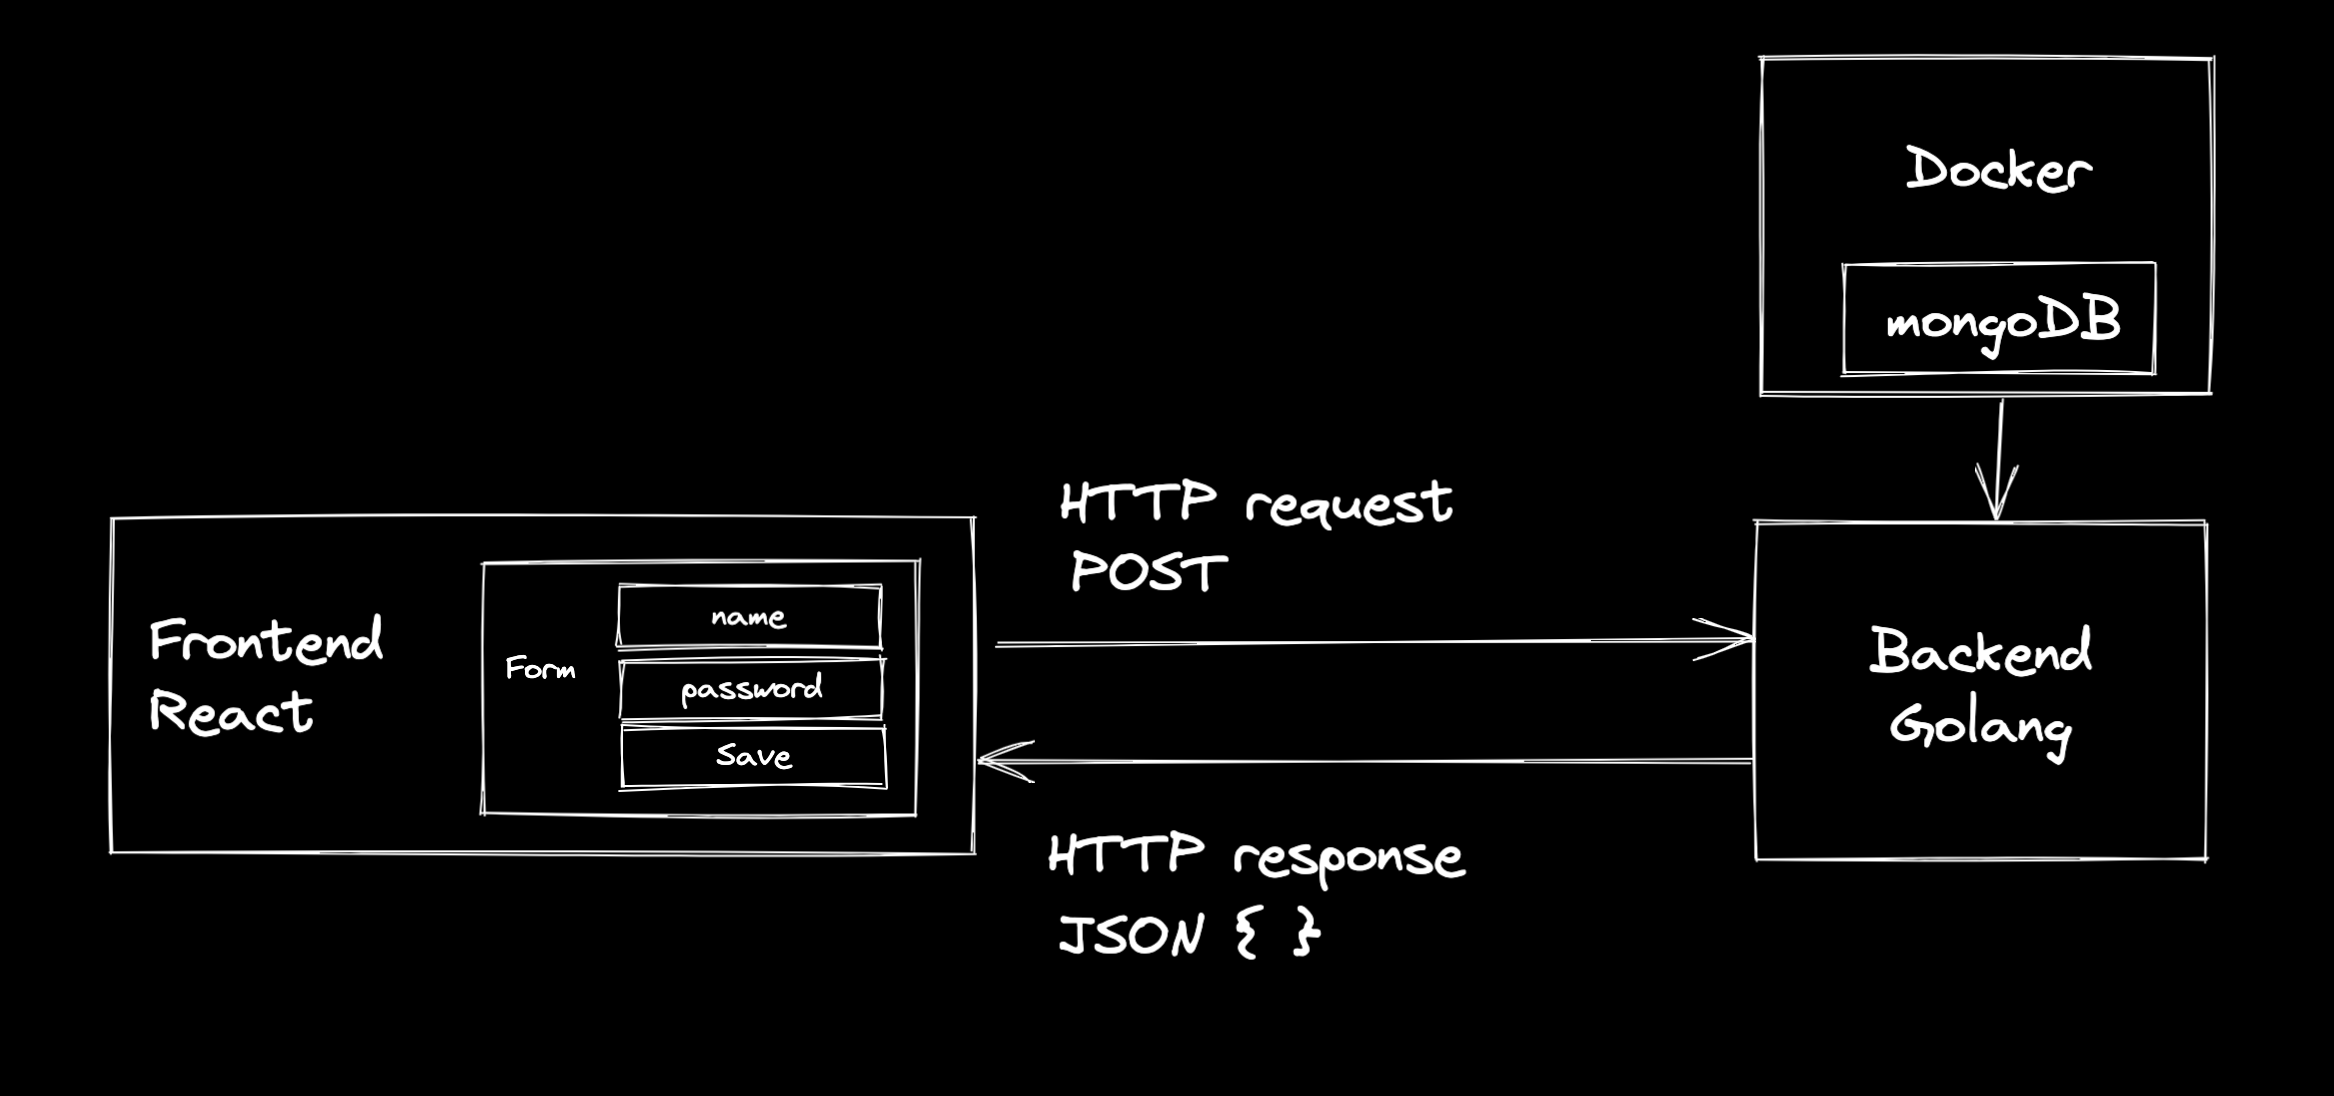 Docker
mongoDB
HTTP request
POST
Frontend
React
Form
name
password
Save
Backend
Golang
HTTP response
JSON { }